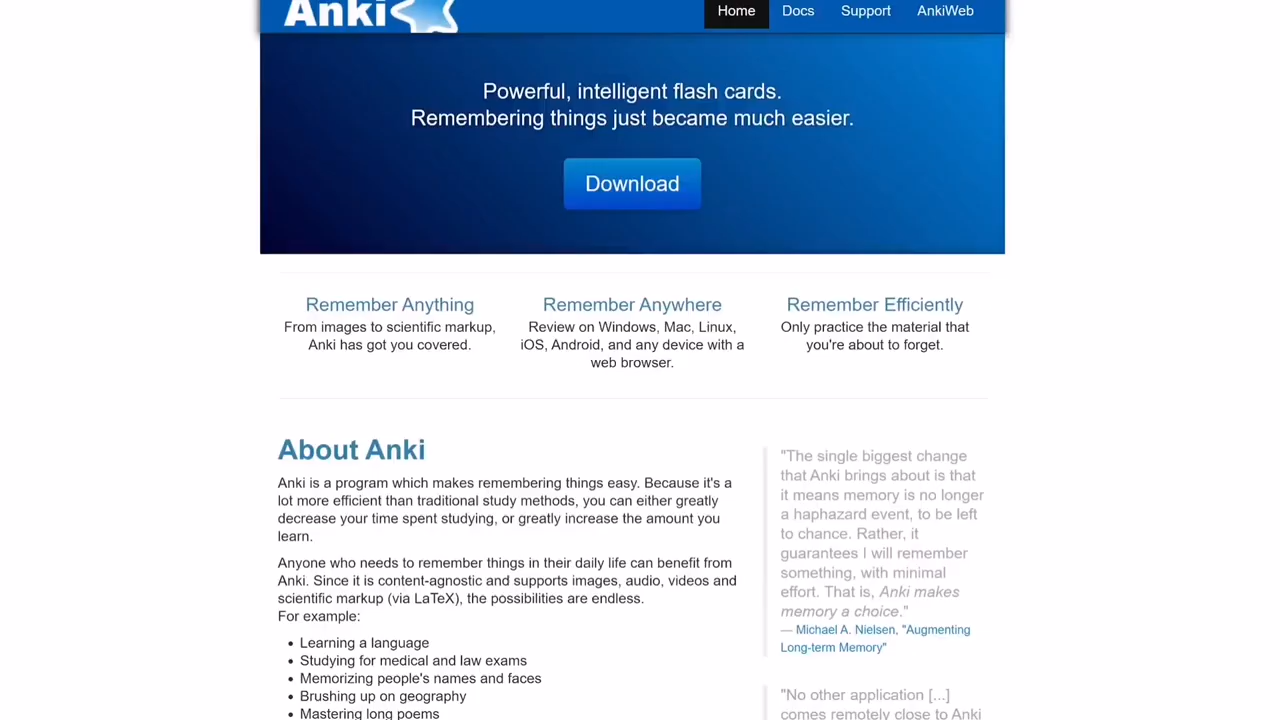 Anki
Home
Docs
Support
AnkiWeb
Powerful, intelligent flash cards.
Remembering things just became much easier.
Download
Remember Anything
From images to scientific markup,
Anki has got you covered.
Remember Anywhere
Review on Windows, Mac, Linux,
iOS, Android, and any device with a
web browser.
Remember Efficiently
Only practice the material that
you're about to forget.
About Anki
Anki is a program which makes remembering things easy. Because it's a
lot more efficient than traditional study methods, you can either greatly
decrease your time spent studying, or greatly increase the amount you
learn.
Anyone who needs to remember things in their daily life can benefit from
Anki. Since it is content-agnostic and supports images, audio, videos and
scientific markup (via LaTeX), the possibilities are endless.
For example:
• Learning a language
• Studying for medical and law exams
• Memorizing people's names and faces
• Brushing up on geography
• Mastering long poems
"The single biggest change
that Anki brings about is that
it means memory is no longer
a haphazard event, to be left
to chance. Rather, it
guarantees I will remember
something, with minimal
effort. That is, Anki makes
memory a choice."
— Michael A. Nielsen, "Augmenting
Long-term Memory"
"No other application [...]
comes remotely close to Anki